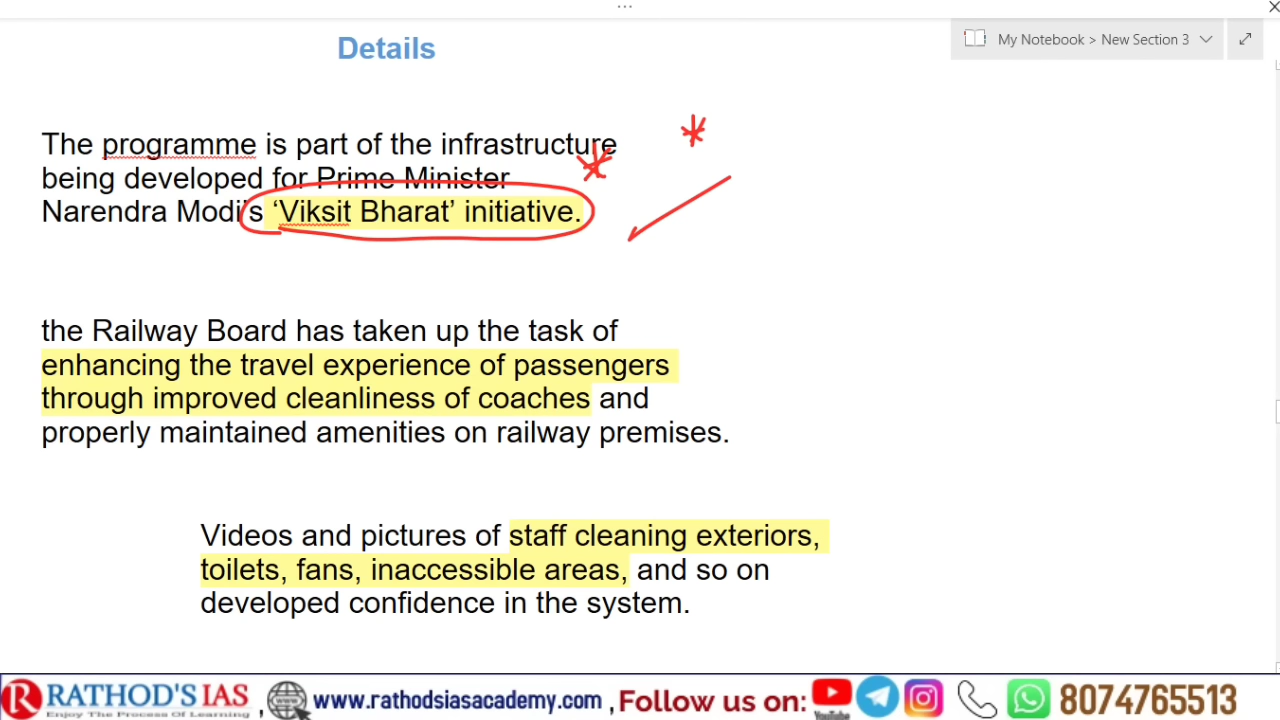 Details
My Notebook > New Section 3
The programme is part of the infrastructure
being developed for Prime Minister
Narendra Modi's ‘Viksit Bharat’ initiative.
the Railway Board has taken up the task of
enhancing the travel experience of passengers
through improved cleanliness of coaches and
properly maintained amenities on railway premises.
Videos and pictures of staff cleaning exteriors,
toilets, fans, inaccessible areas, and so on
developed confidence in the system.
R RATHOD'S IAS , www.rathodsiasacademy.com ,Follow us on: YouTube 8074765513
Enjoy The Process Of Learning